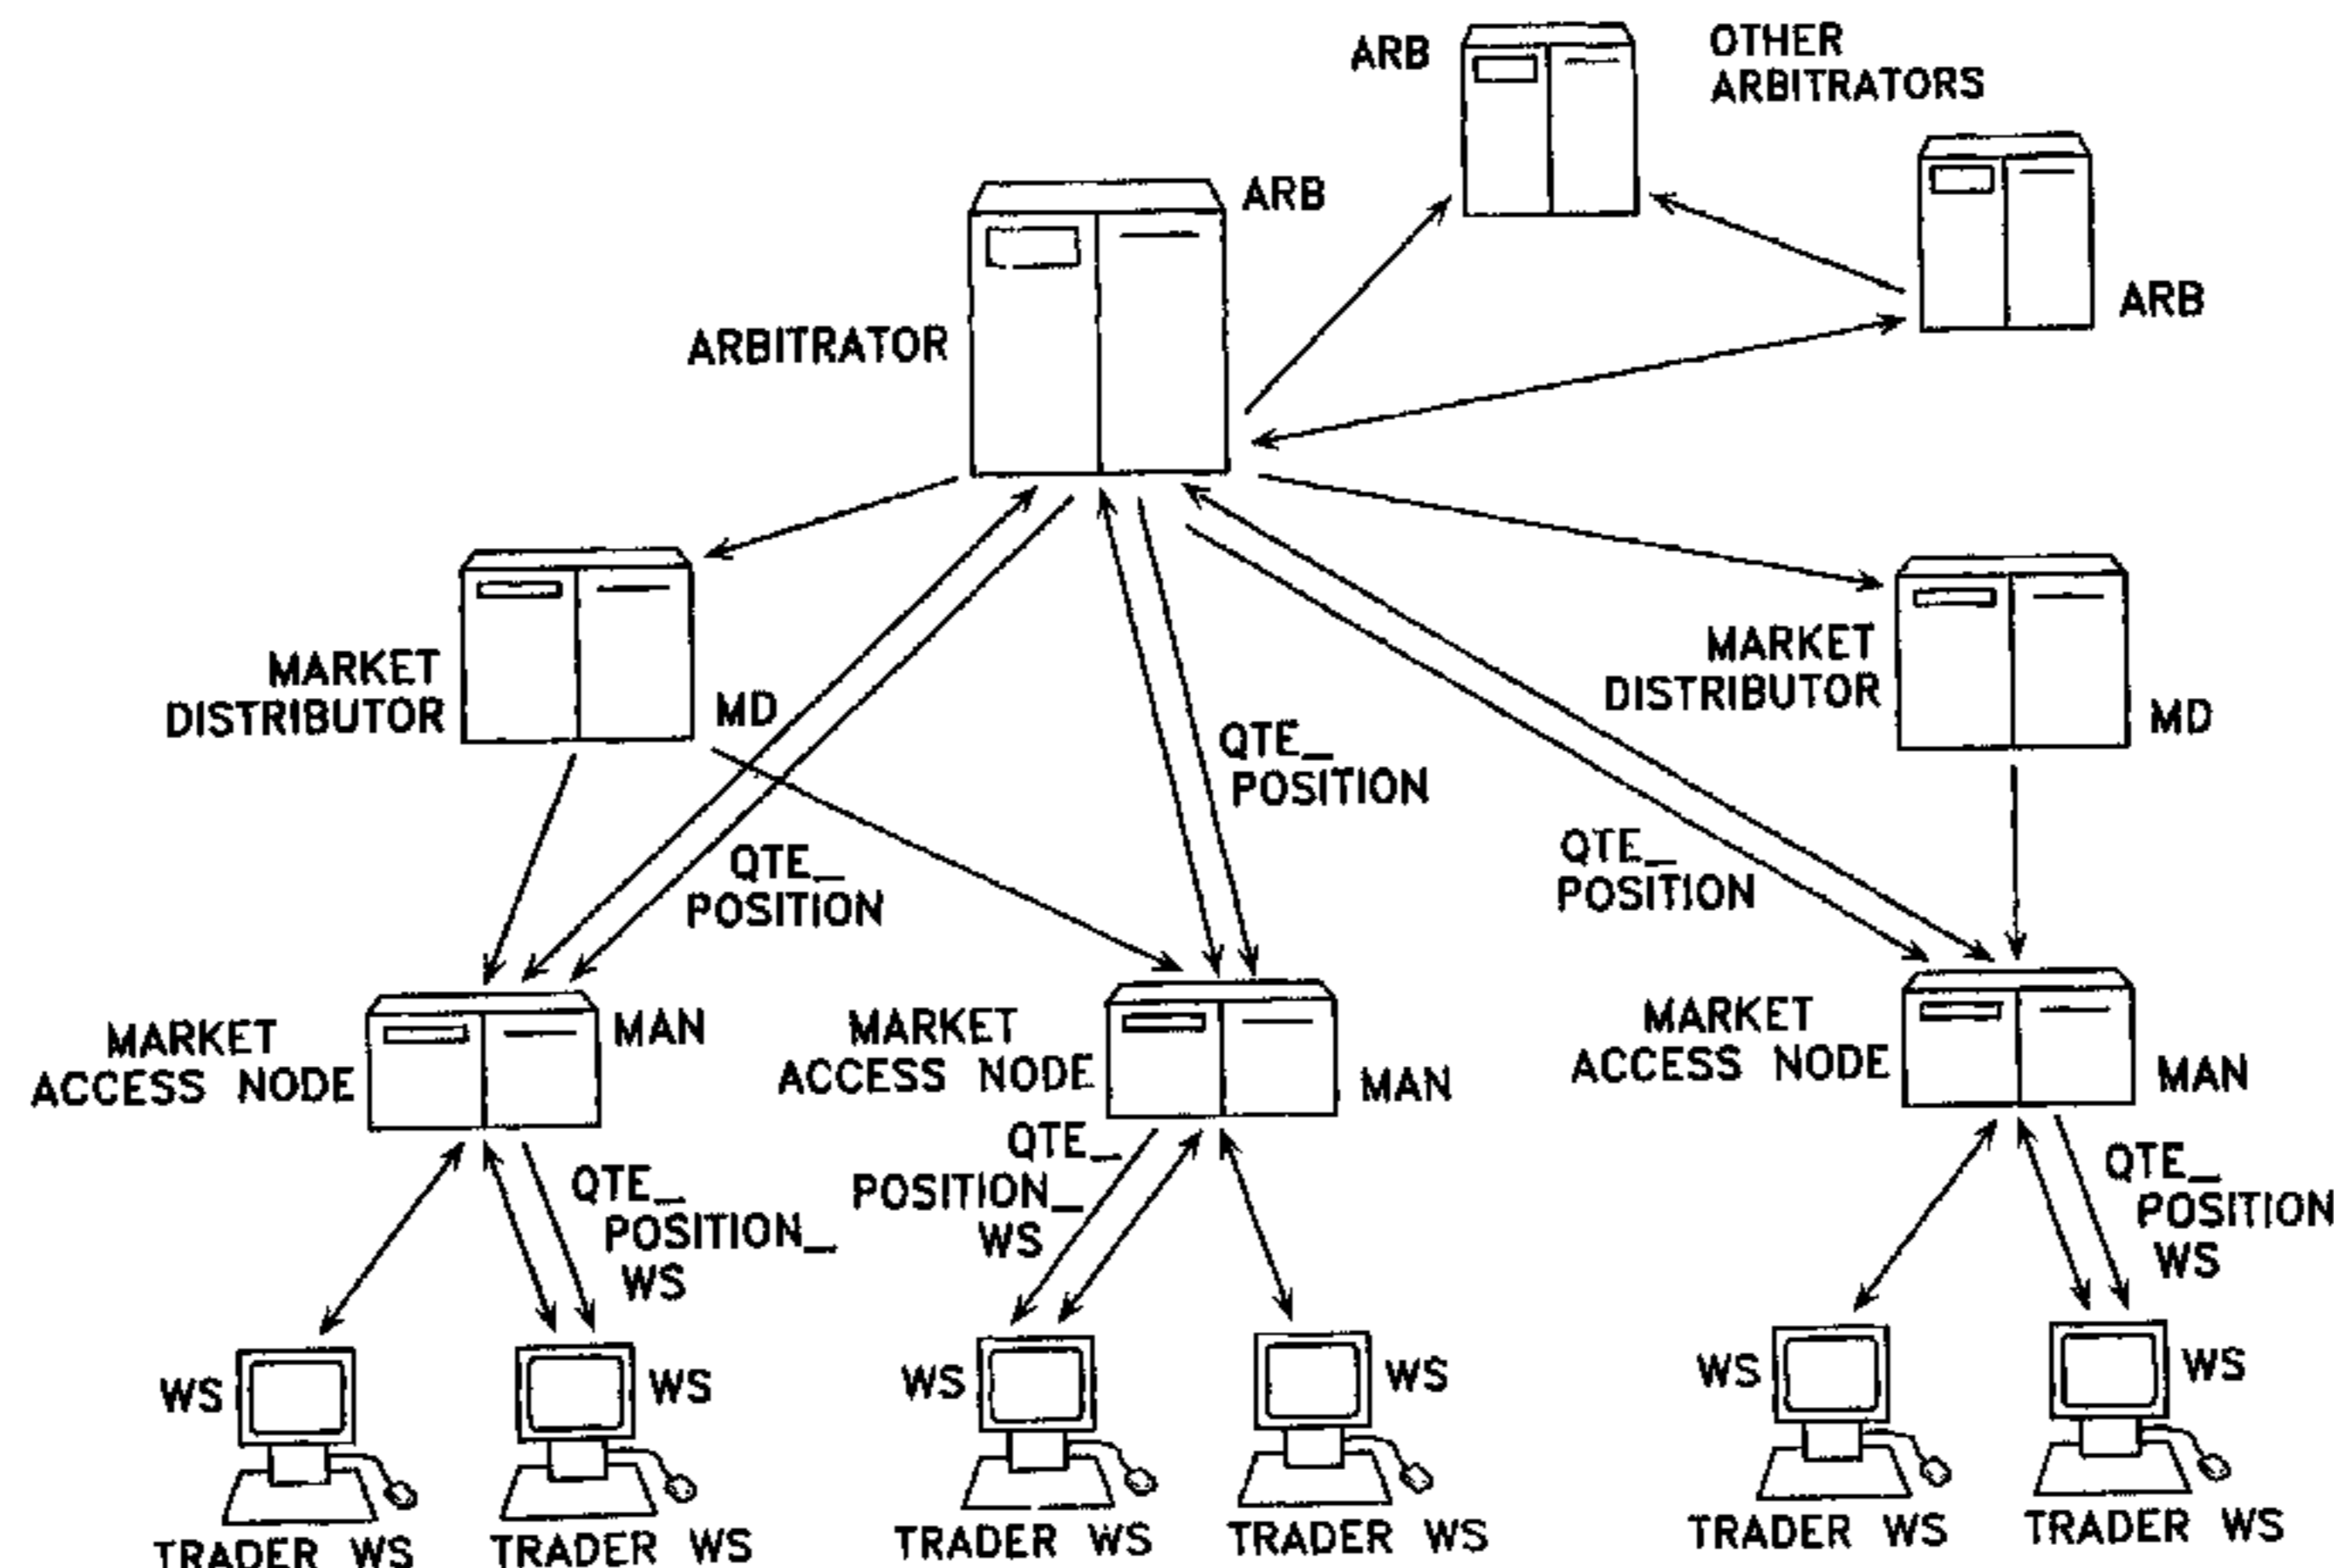 ARB
OTHER
ARBITRATORS
ARB
ARB
ARBITRATOR
MARKET
DISTRIBUTOR
MD
MARKET
DISTRIBUTOR
MD
QTE_
POSITION
QTE_
POSITION
QTE_
POSITION
MARKET
ACCESS NODE
MAN
MARKET
ACCESS NODE
MAN
MARKET
ACCESS NODE
MAN
QTE_
POSITION_
WS
QTE_
POSITION_
WS
QTE_
POSITION
WS
WS
WS
WS
WS
WS
WS
TRADER WS
TRADER WS
TRADER WS
TRADER WS
TRADER WS
TRADER WS